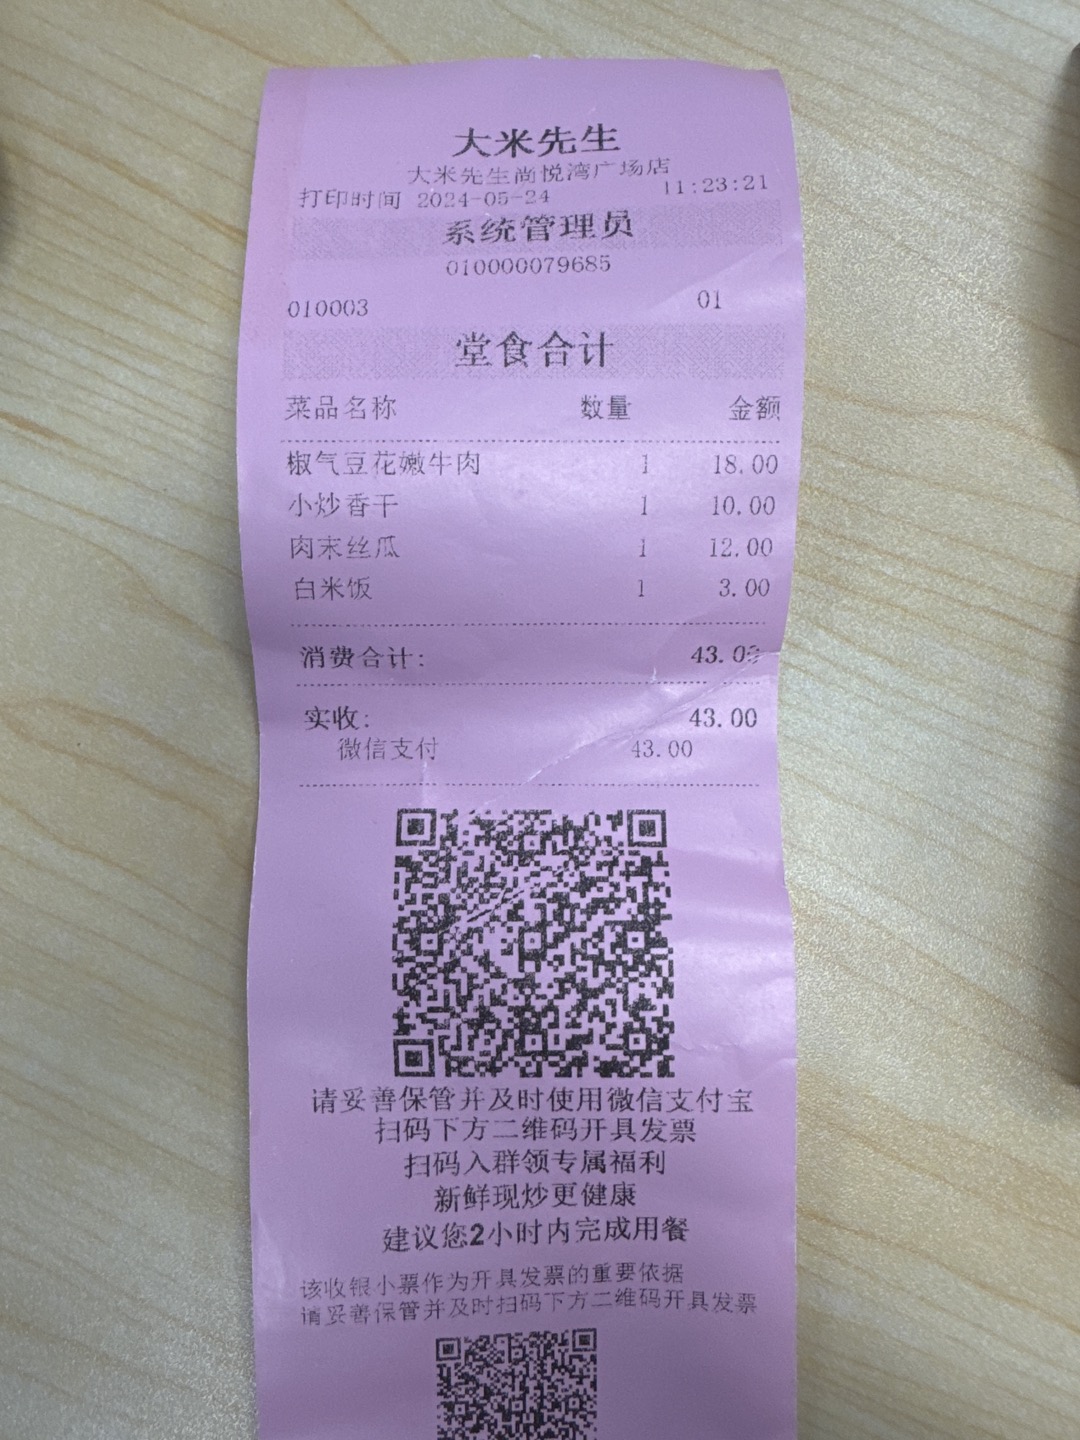 大米先生
大米先生尚悦湾广场店
打印时间 2024-05-24 11:23:21
系统管理员
010000079685
010003 01
堂食合计
菜品名称 数量 金额
椒气豆花嫩牛肉 1 18.00
小炒香干 1 10.00
肉末丝瓜 1 12.00
白米饭 1 3.00
消费合计: 43.00
实收: 43.00
微信支付 43.00
请妥善保管并及时使用微信支付宝
扫码下方二维码开具发票
扫码入群领专属福利
新鲜现炒更健康
建议您2小时内完成用餐
该收银小票作为开具发票的重要依据
请妥善保管并及时扫码下方二维码开具发票